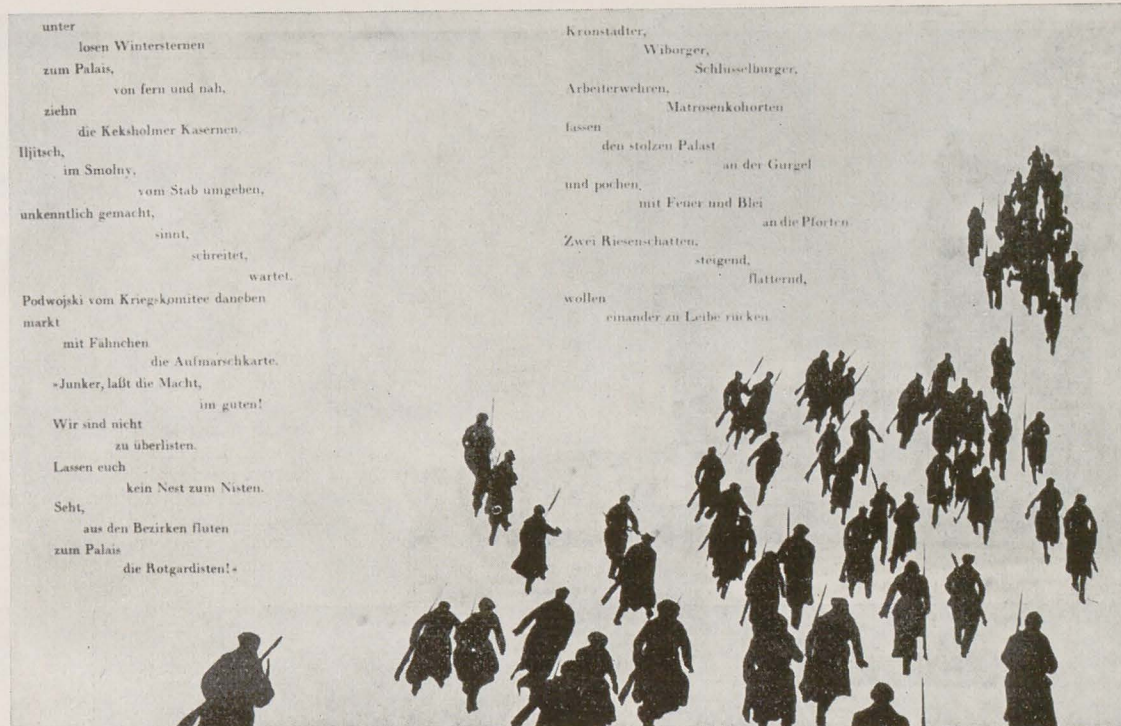 unter
losen Wintersternen
zum Palais,
von fern und nah,
ziehn
die Keksholmer Kasernen.
Iljitsch,
im Smolny,
vom Stab umgeben,
unkenntlich gemacht,
sinnt,
schreitet,
wartet.
Podwojski vom Kriegskomitee daneben
markt
mit Fähnchen
die Aufmarschkarte.
»Junker, laßt die Macht,
im guten!
Wir sind nicht
zu überlisten.
Lassen euch
kein Nest zum Nisten.
Seht,
aus den Bezirken fluten
zum Palais
die Rotgardisten!«
Kronstadter,
Wiborger,
Schlusselburger,
Arbeiterwehren,
Matrosenkohorten
fassen
den stolzen Palast
an der Gurgel
und pochen,
mit Feuer und Blei
an die Pforten.
Zwei Riesenschatten,
steigend,
flatternd,
wollen
einander zu Leibe rucken.